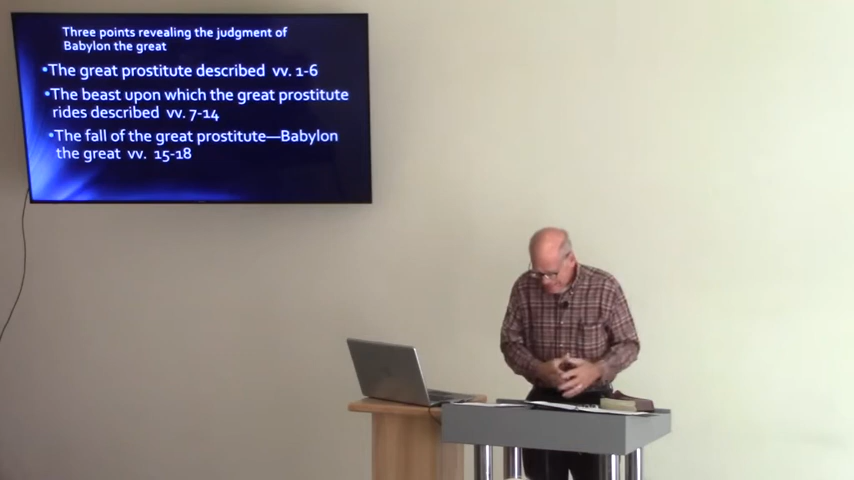 Three points revealing the judgment of
Babylon the great
•The great prostitute described vv. 1-6
•The beast upon which the great prostitute
rides described vv. 7-14
•The fall of the great prostitute—Babylon
the great vv. 15-18